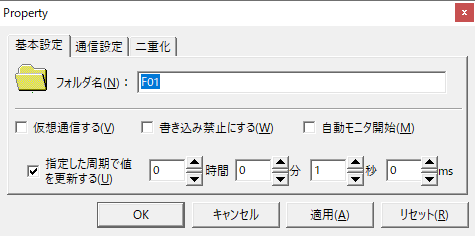 Property
基本設定 通信設定 二重化
フォルダ名(N)： F01
仮想通信する(V) 書き込み禁止にする(W) 自動モニタ開始(M)
指定した周期で値
を更新する(U) 0 時間 0 分 1 秒 0 ms
OK キャンセル 適用(A) リセット(R)